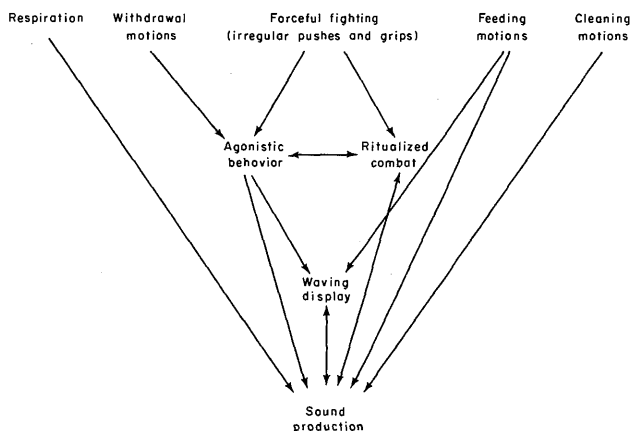 Respiration
Withdrawal
motions
Forceful fighting
(irregular pushes and grips)
Feeding
motions
Cleaning
motions
Agonistic
behavior
Ritualized
combat
Waving
display
Sound
production